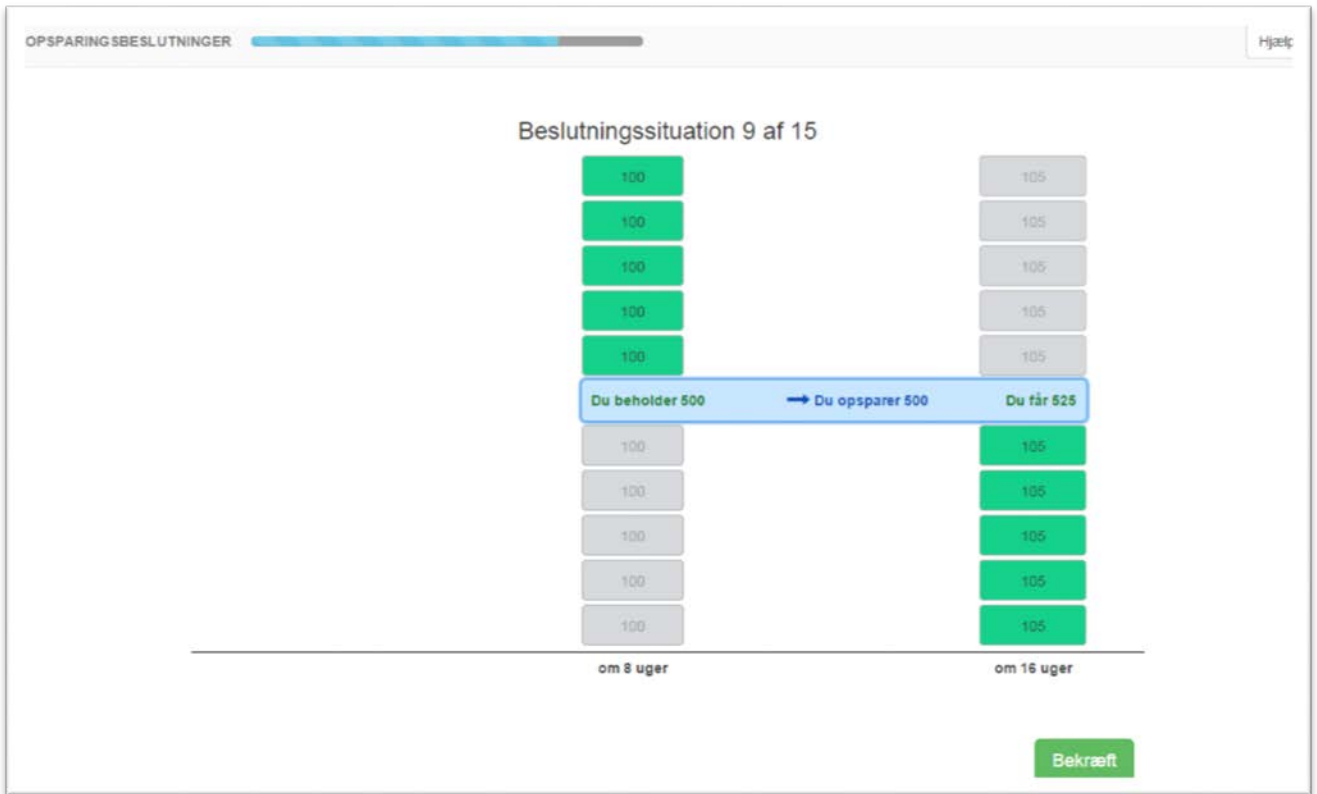 OPSPARINGSBESLUTNINGER
Hjælp
Beslutningssituation 9 af 15
100 105
100 105
100 105
100 105
100 105
Du beholder 500 → Du opsparer 500 Du får 525
100 105
100 105
100 105
100 105
100 105
om 8 uger om 16 uger
Bekræft